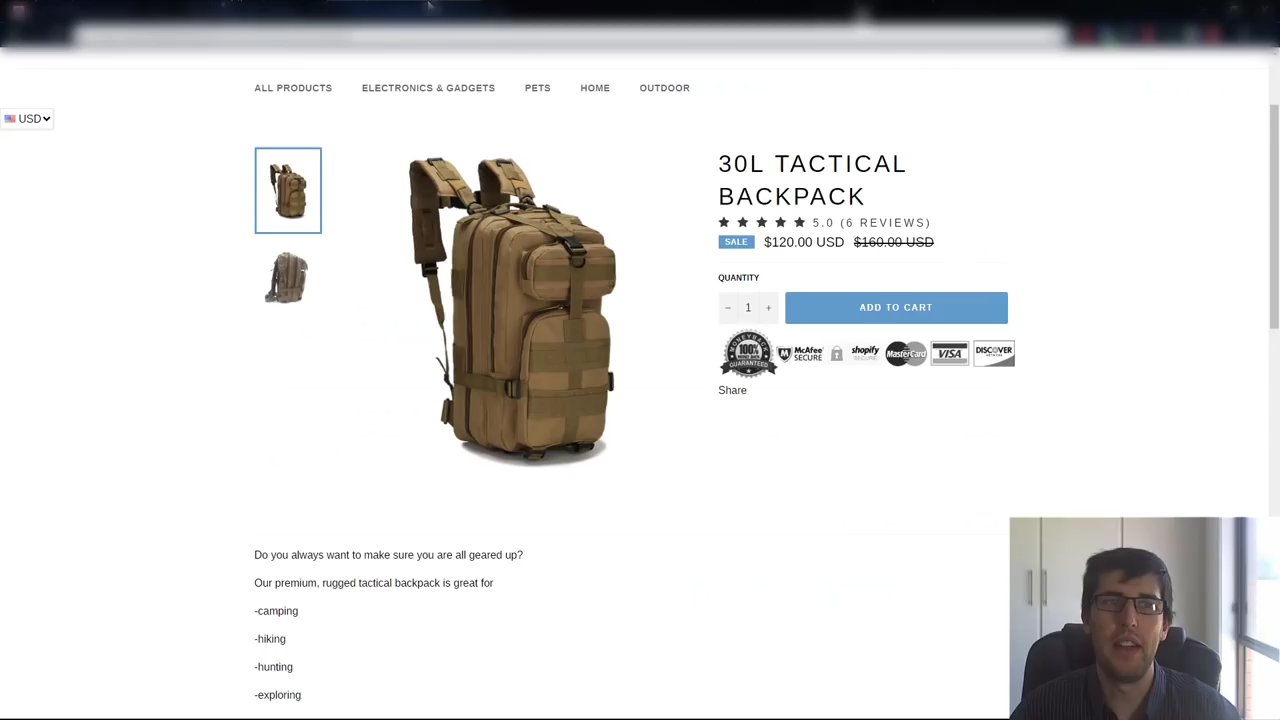 ALL PRODUCTS ELECTRONICS & GADGETS PETS HOME OUTDOOR
USD
30L TACTICAL
BACKPACK
5.0 (6 REVIEWS)
SALE $120.00 USD $160.00 USD
QUANTITY
− 1 + ADD TO CART
MONEYBACK 100% GUARANTEED McAfee SECURE shopify SECURE MasterCard VISA DISCOVER NETWORK
Share
Do you always want to make sure you are all geared up?
Our premium, rugged tactical backpack is great for
-camping
-hiking
-hunting
-exploring